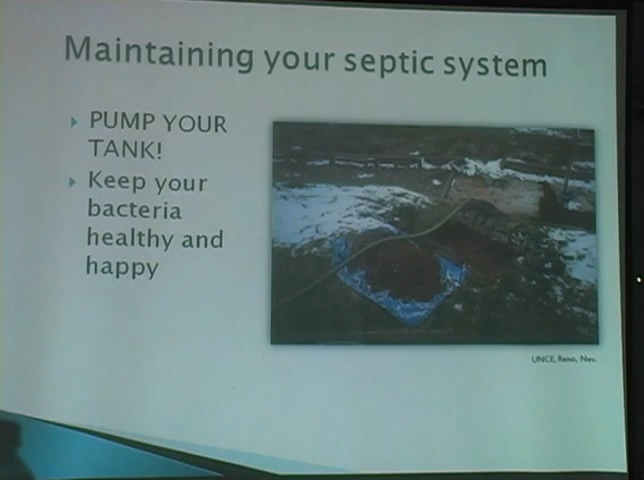 Maintaining your septic system
PUMP YOUR
TANK!
Keep your
bacteria
healthy and
happy
UNCE, Reno, Nev.